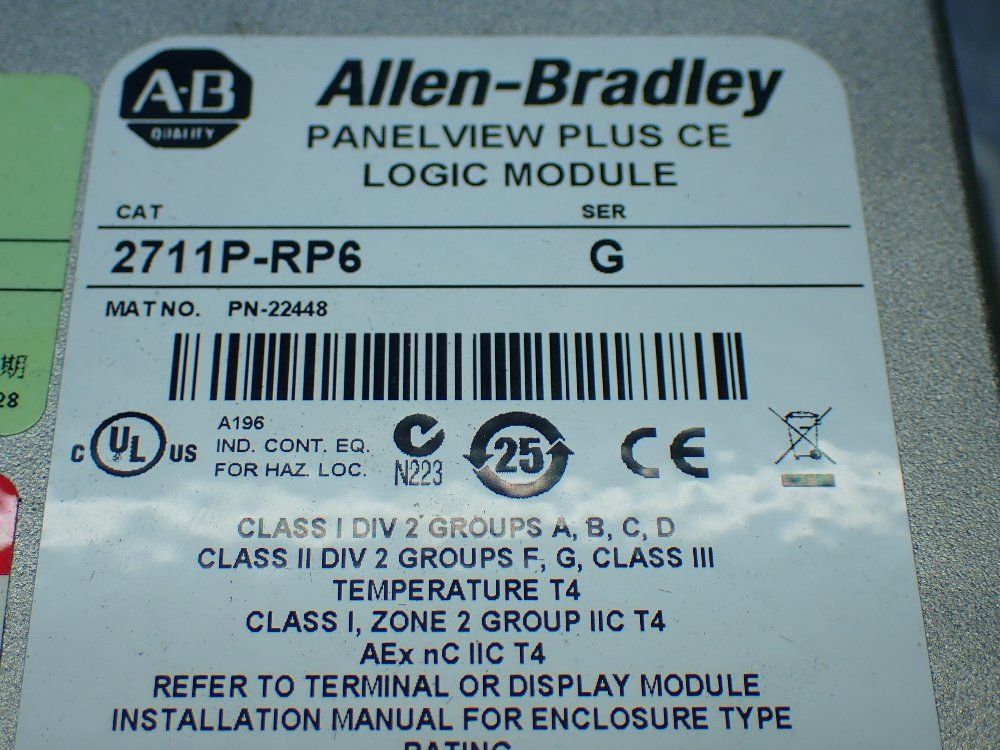 A·B
QUALITY
Allen-Bradley
PANELVIEW PLUS CE
LOGIC MODULE
CAT SER
2711P-RP6 G
MAT NO. PN-22448
期
28
C UL US
A196
IND. CONT. EQ.
FOR HAZ. LOC.
N223
25
CE
CLASS I DIV 2 GROUPS A, B, C, D
CLASS II DIV 2 GROUPS F, G, CLASS III
TEMPERATURE T4
CLASS I, ZONE 2 GROUP IIC T4
AEx nC IIC T4
REFER TO TERMINAL OR DISPLAY MODULE
INSTALLATION MANUAL FOR ENCLOSURE TYPE
RATING